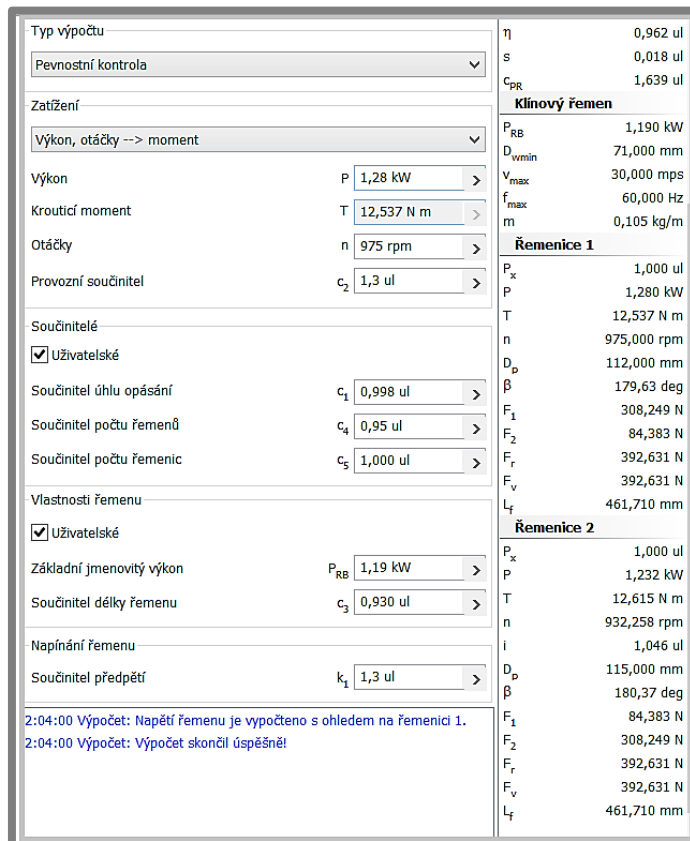 Typ výpočtu
Pevnostní kontrola
Zatížení
Výkon, otáčky --> moment
Výkon P 1,28 kW >
Krouticí moment T 12,537 N m >
Otáčky n 975 rpm >
Provozní součinitel c2 1,3 ul >
Součinitelé
Uživatelské
Součinitel úhlu opásání c1 0,998 ul >
Součinitel počtu řemenů c4 0,95 ul >
Součinitel počtu řemenic c5 1,000 ul >
Vlastnosti řemenu
Uživatelské
Základní jmenovitý výkon PRB 1,19 kW >
Součinitel délky řemenu c3 0,930 ul >
Napínání řemenu
Součinitel předpětí k1 1,3 ul >
2:04:00 Výpočet: Napětí řemenu je vypočteno s ohledem na řemenici 1.
2:04:00 Výpočet: Výpočet skončil úspěšně!
η 0,962 ul
s 0,018 ul
cPR 1,639 ul
Klínový řemen
PRB 1,190 kW
Dwmin 71,000 mm
vmax 30,000 mps
fmax 60,000 Hz
m 0,105 kg/m
Řemenice 1
Px 1,000 ul
P 1,280 kW
T 12,537 N m
n 975,000 rpm
Dp 112,000 mm
β 179,63 deg
F1 308,249 N
F2 84,383 N
Fr 392,631 N
Fv 392,631 N
Lf 461,710 mm
Řemenice 2
Px 1,000 ul
P 1,232 kW
T 12,615 N m
n 932,258 rpm
i 1,046 ul
Dp 115,000 mm
β 180,37 deg
F1 84,383 N
F2 308,249 N
Fr 392,631 N
Fv 392,631 N
Lf 461,710 mm